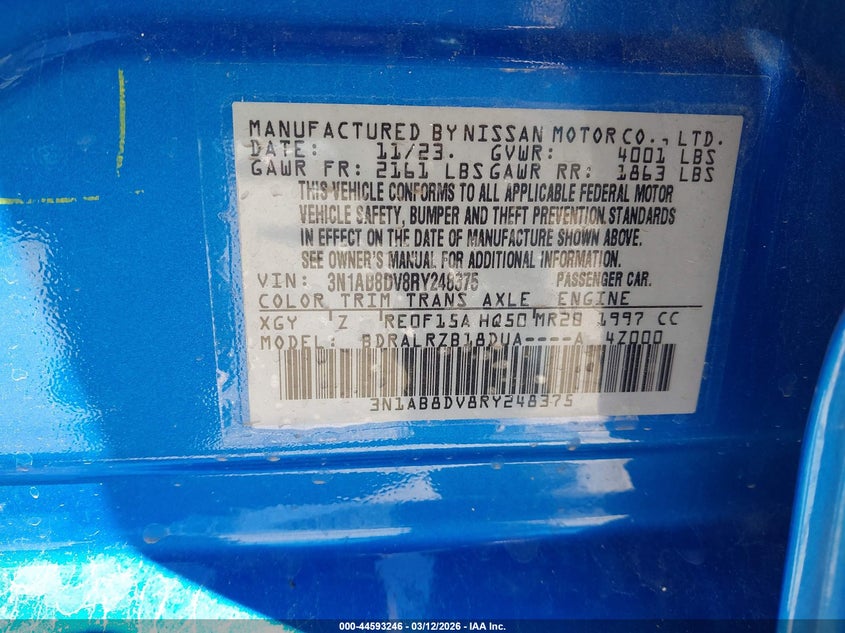 MANUFACTURED BY NISSAN MOTOR CO., LTD.
DATE: 11/23. GVWR: 4001 LBS
GAWR FR: 2161 LBS GAWR RR: 1863 LBS
THIS VEHICLE CONFORMS TO ALL APPLICABLE FEDERAL MOTOR
VEHICLE SAFETY, BUMPER AND THEFT PREVENTION STANDARDS
IN EFFECT ON THE DATE OF MANUFACTURE SHOWN ABOVE.
SEE OWNER'S MANUAL FOR ADDITIONAL INFORMATION.
VIN: 3N1AB8DV8RY248375 PASSENGER CAR.
COLOR TRIM TRANS AXLE ENGINE
XGY Z RE0F15A HQ50 MR20 1997 CC
MODEL: BDRALRZB18DUA----A 4Z000
3N1AB8DV8RY248375
000-44593246 - 03/12/2026 - IAA Inc.